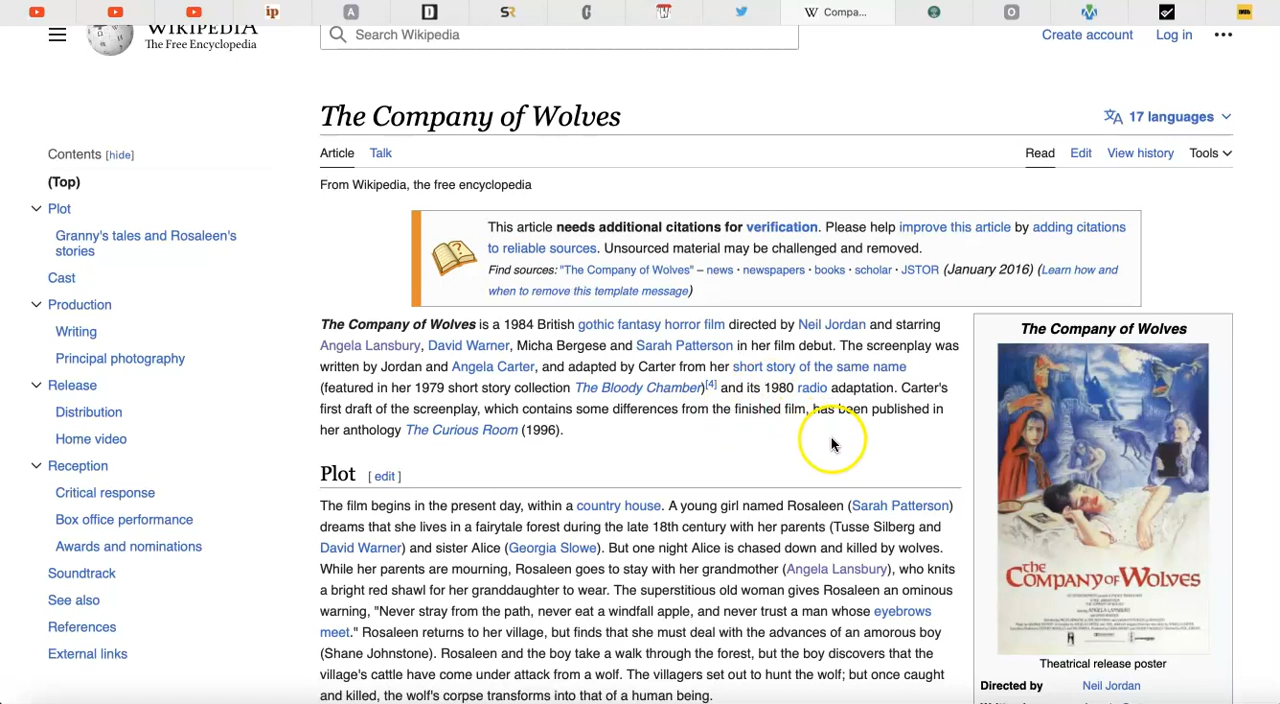 ip
A
D
SR
Compa...
O
WIKIPEDIA
The Free Encyclopedia
Search Wikipedia
Create account
Log in
The Company of Wolves
17 languages
Article
Talk
Read
Edit
View history
Tools
From Wikipedia, the free encyclopedia
Contents [hide]
(Top)
Plot
Granny's tales and Rosaleen's
stories
Cast
Production
Writing
Principal photography
Release
Distribution
Home video
Reception
Critical response
Box office performance
Awards and nominations
Soundtrack
See also
References
External links
This article needs additional citations for verification. Please help improve this article by adding citations
to reliable sources. Unsourced material may be challenged and removed.
Find sources: "The Company of Wolves" – news · newspapers · books · scholar · JSTOR (January 2016) (Learn how and
when to remove this template message)
The Company of Wolves is a 1984 British gothic fantasy horror film directed by Neil Jordan and starring
Angela Lansbury, David Warner, Micha Bergese and Sarah Patterson in her film debut. The screenplay was
written by Jordan and Angela Carter, and adapted by Carter from her short story of the same name
(featured in her 1979 short story collection The Bloody Chamber)[4] and its 1980 radio adaptation. Carter's
first draft of the screenplay, which contains some differences from the finished film, has been published in
her anthology The Curious Room (1996).
Plot [ edit ]
The film begins in the present day, within a country house. A young girl named Rosaleen (Sarah Patterson)
dreams that she lives in a fairytale forest during the late 18th century with her parents (Tusse Silberg and
David Warner) and sister Alice (Georgia Slowe). But one night Alice is chased down and killed by wolves.
While her parents are mourning, Rosaleen goes to stay with her grandmother (Angela Lansbury), who knits
a bright red shawl for her granddaughter to wear. The superstitious old woman gives Rosaleen an ominous
warning, "Never stray from the path, never eat a windfall apple, and never trust a man whose eyebrows
meet." Rosaleen returns to her village, but finds that she must deal with the advances of an amorous boy
(Shane Johnstone). Rosaleen and the boy take a walk through the forest, but the boy discovers that the
village's cattle have come under attack from a wolf. The villagers set out to hunt the wolf; but once caught
and killed, the wolf's corpse transforms into that of a human being.
The Company of Wolves
THE
COMPANY OF WOLVES
Theatrical release poster
Directed by
Neil Jordan